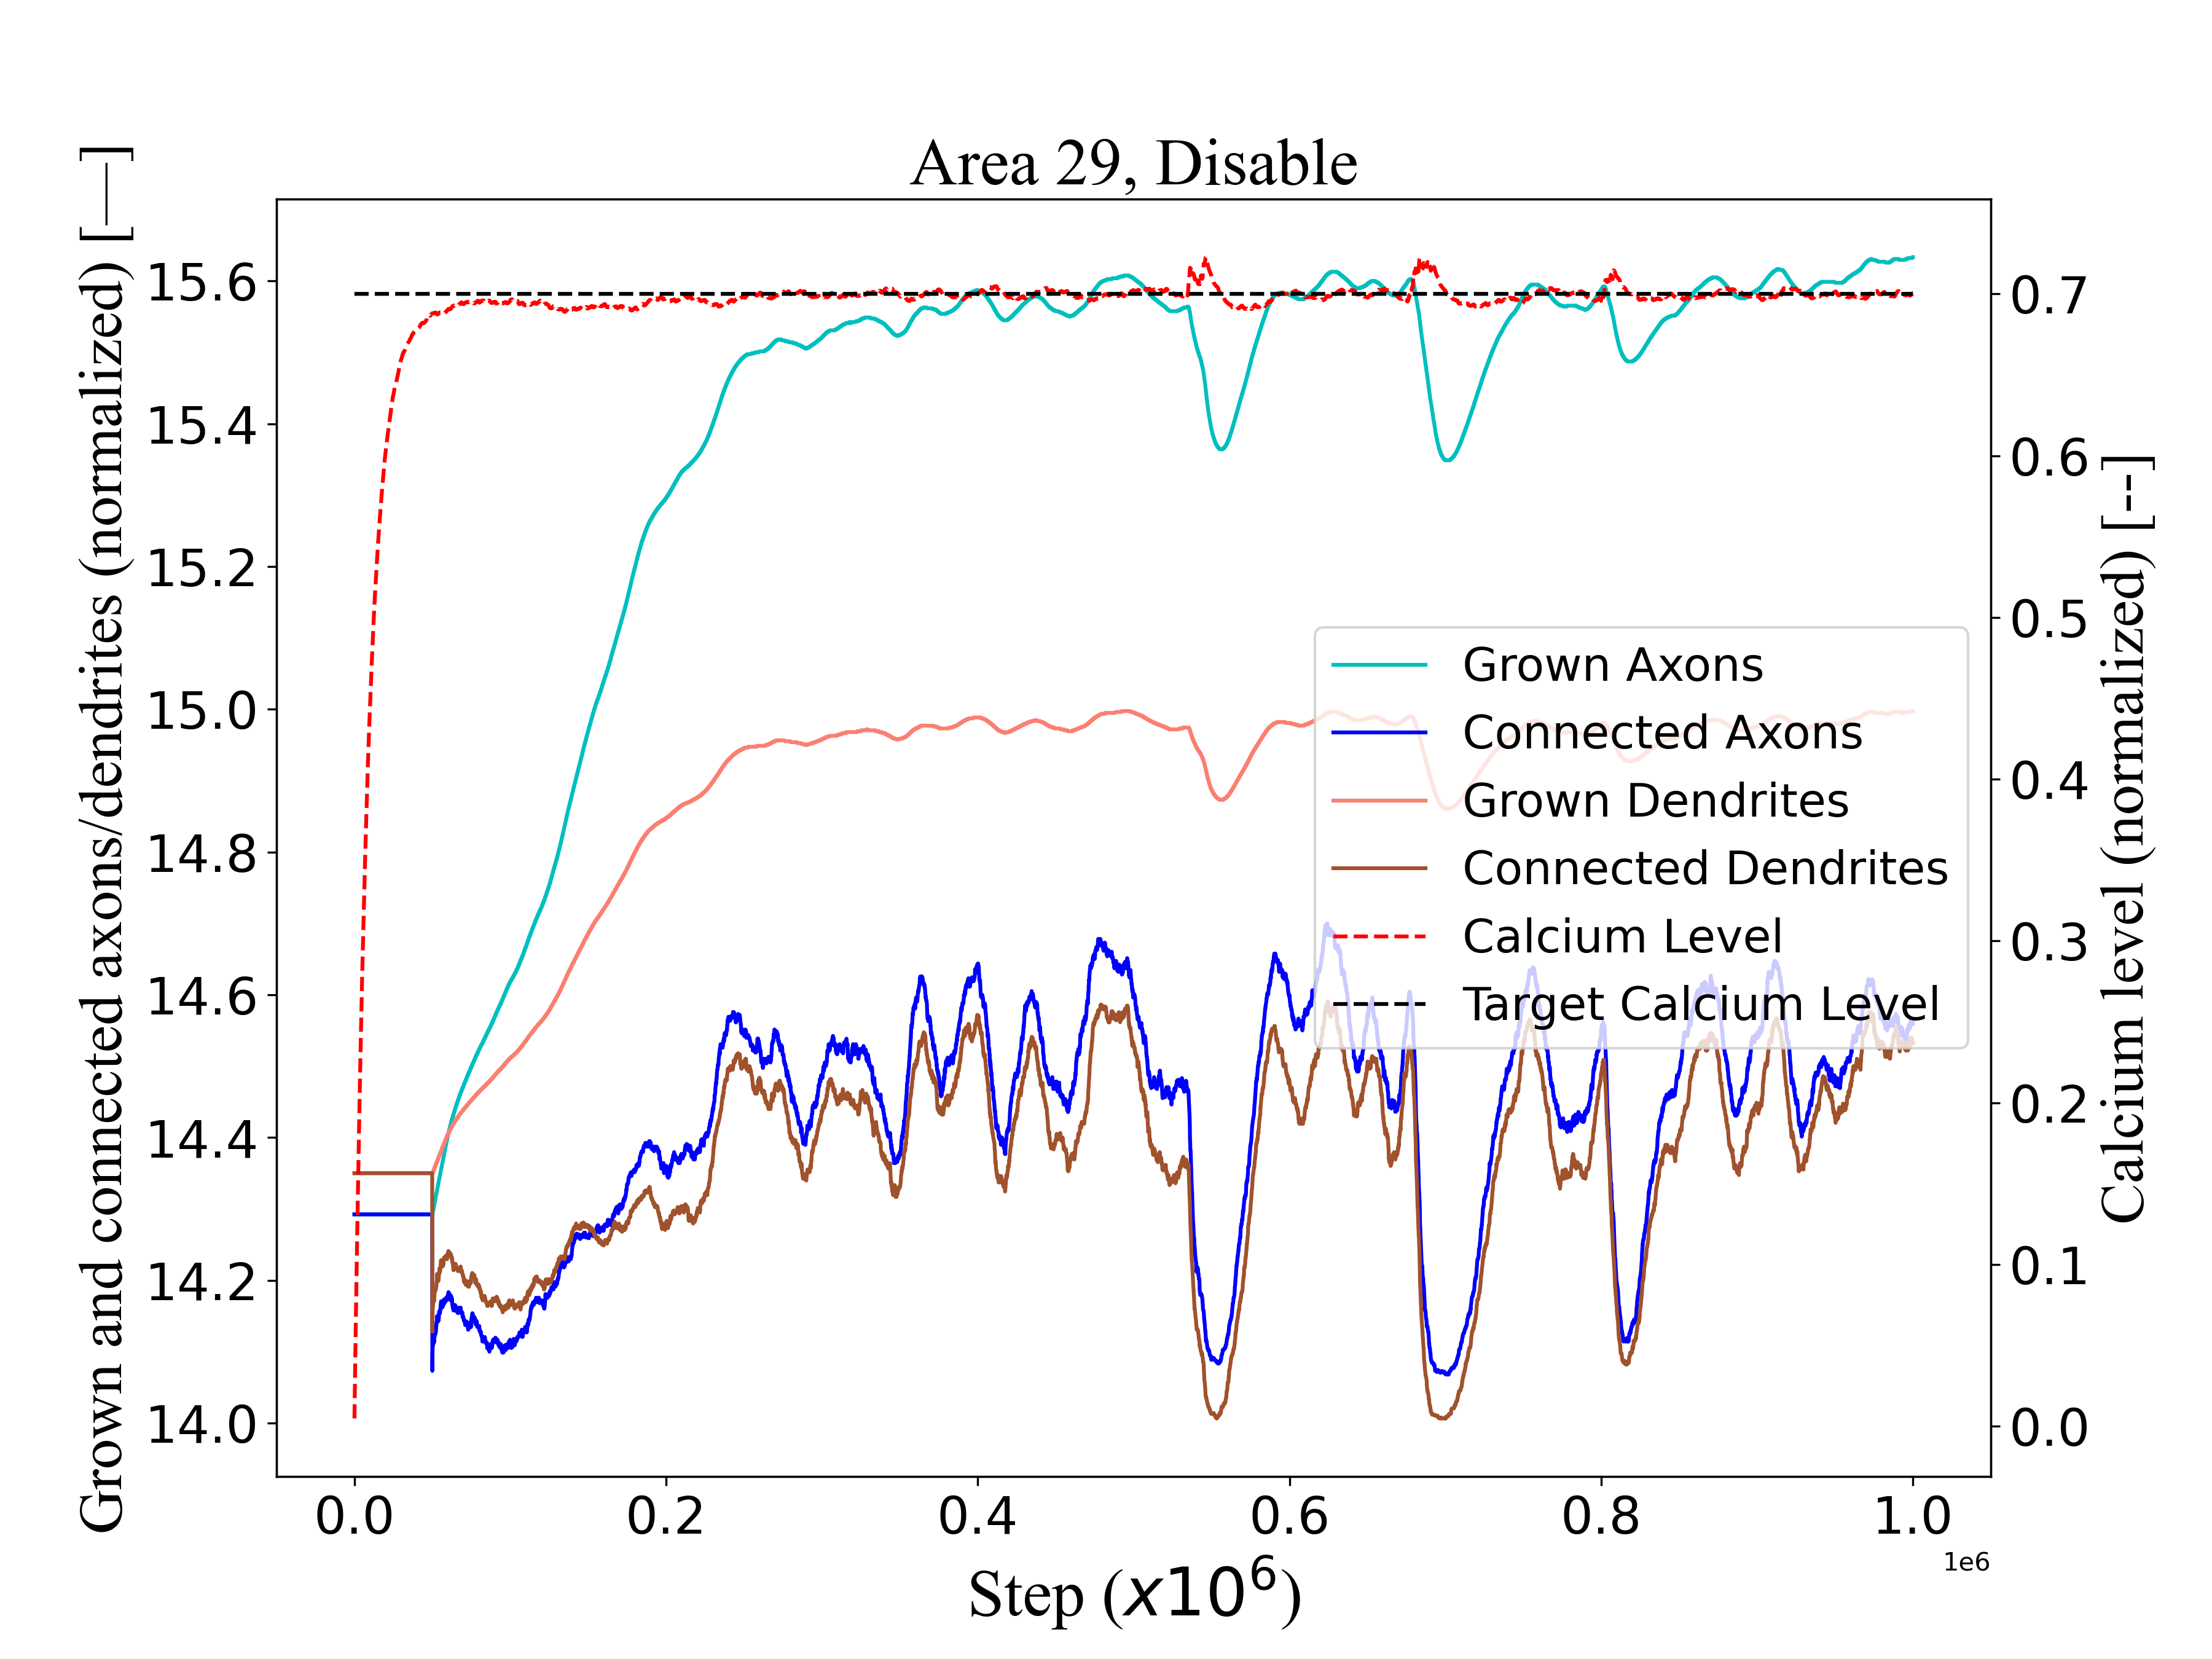 Area 29, Disable
Grown and connected axons/dendrites (normalized) [—]
15.6
15.4
15.2
15.0
14.8
14.6
14.4
14.2
14.0
0.7
0.6
0.5
0.4
0.3
0.2
0.1
0.0
Calcium level (normalized) [--]
Grown Axons
Connected Axons
Grown Dendrites
Connected Dendrites
Calcium Level
Target Calcium Level
0.0 0.2 0.4 0.6 0.8 1.0
1e6
Step (x10⁶)